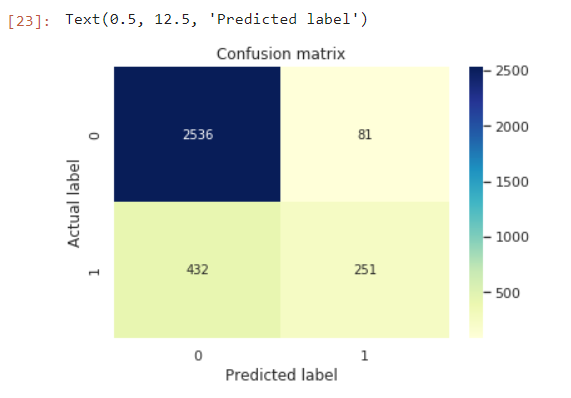 [23]: Text(0.5, 12.5, 'Predicted label')
Confusion matrix
2500
2000
1500
1000
500
Actual label
0
1
2536 81
432 251
0 1
Predicted label